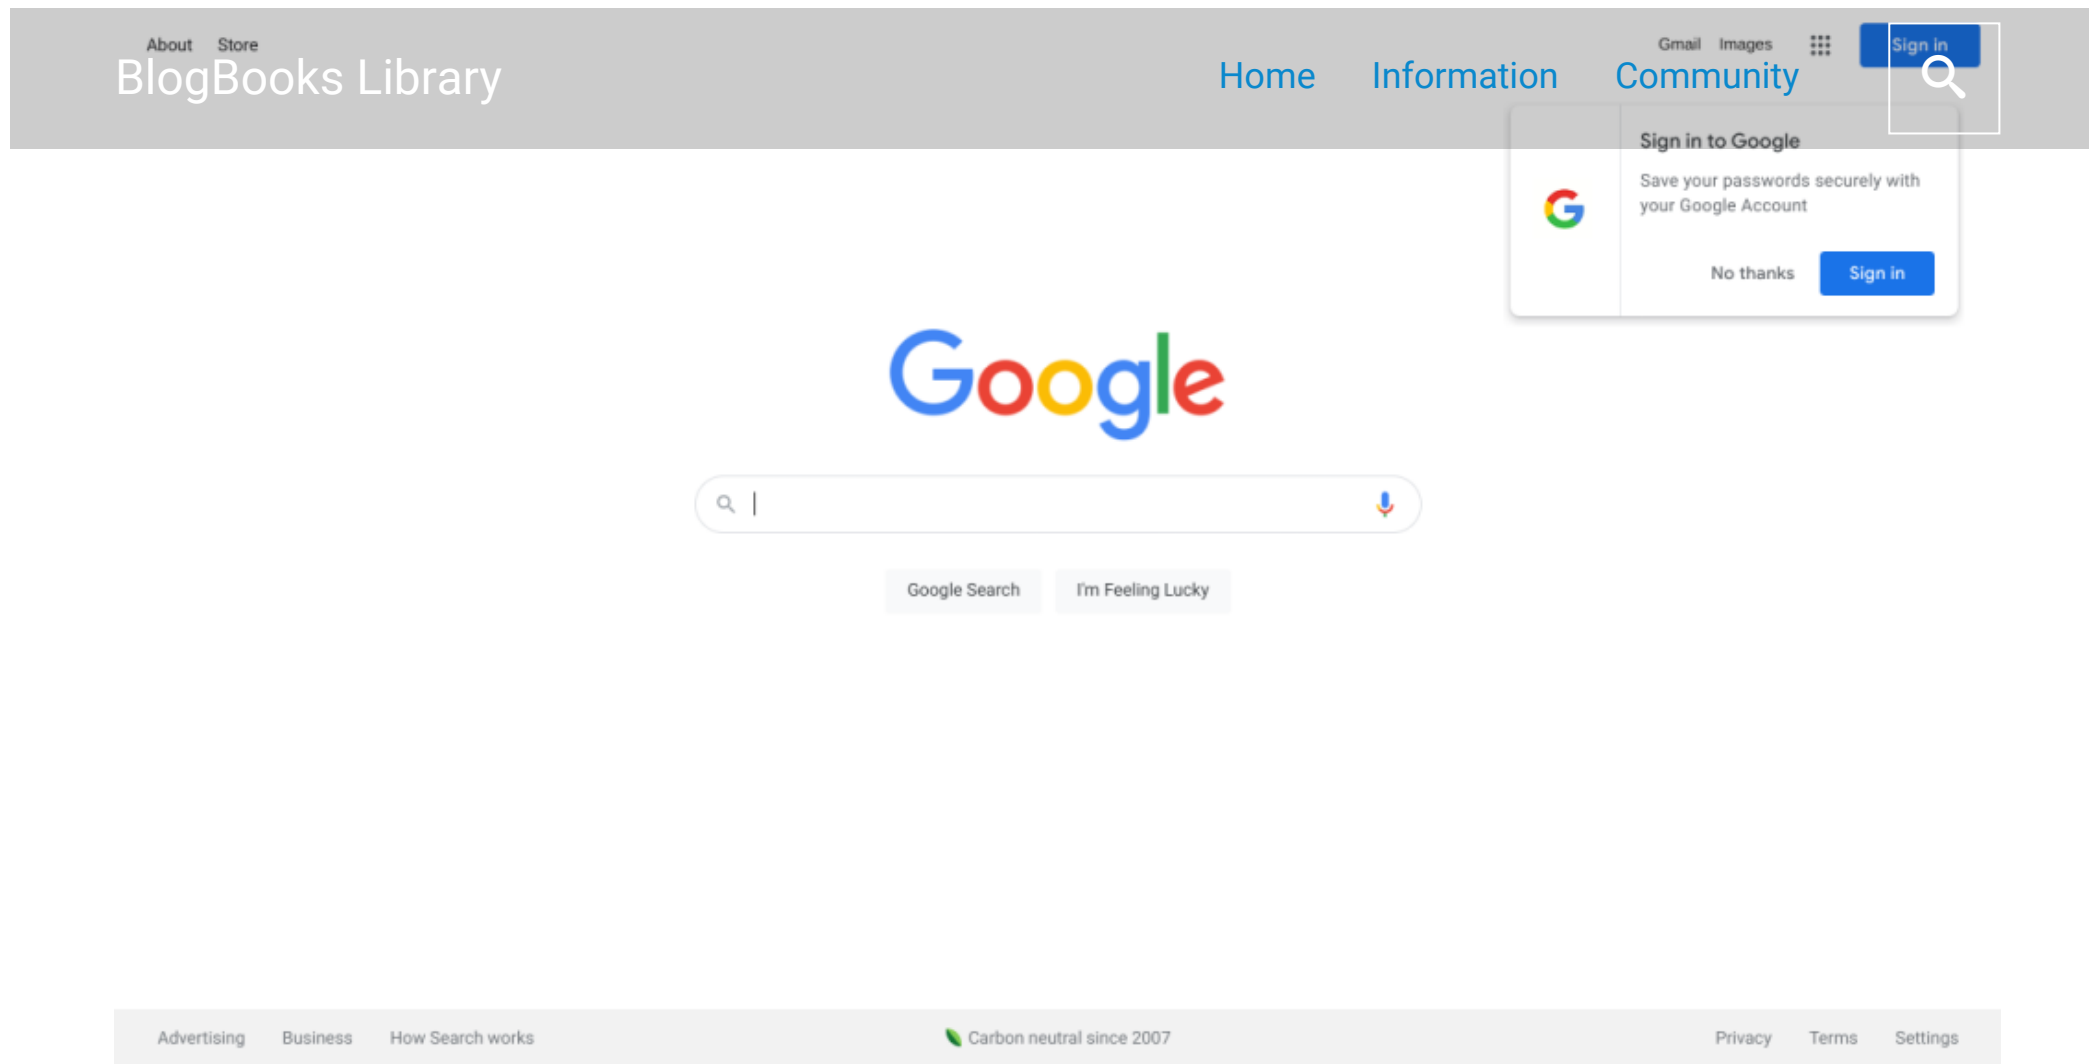 About Store Gmail Images Sign in
BlogBooks Library Home Information Community
Sign in to Google
Save your passwords securely with
your Google Account
No thanks Sign in
Google
Google Search I'm Feeling Lucky
Advertising Business How Search works Carbon neutral since 2007 Privacy Terms Settings